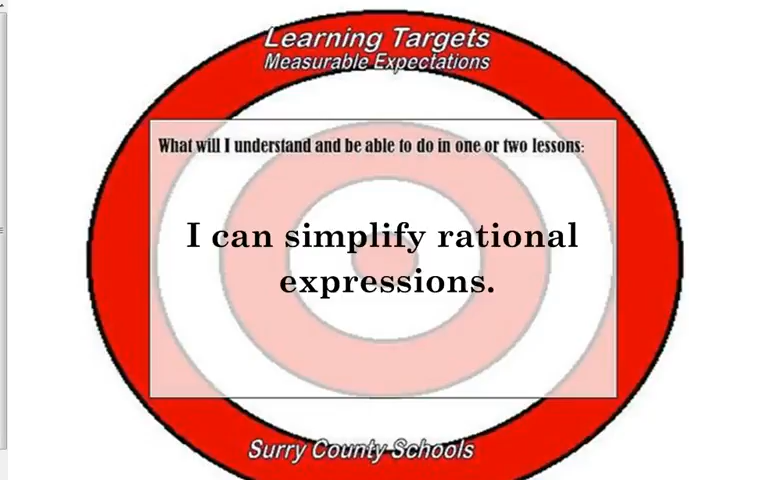 Learning Targets
Measurable Expectations
What will I understand and be able to do in one or two lessons:
I can simplify rational
expressions.
Surry County Schools